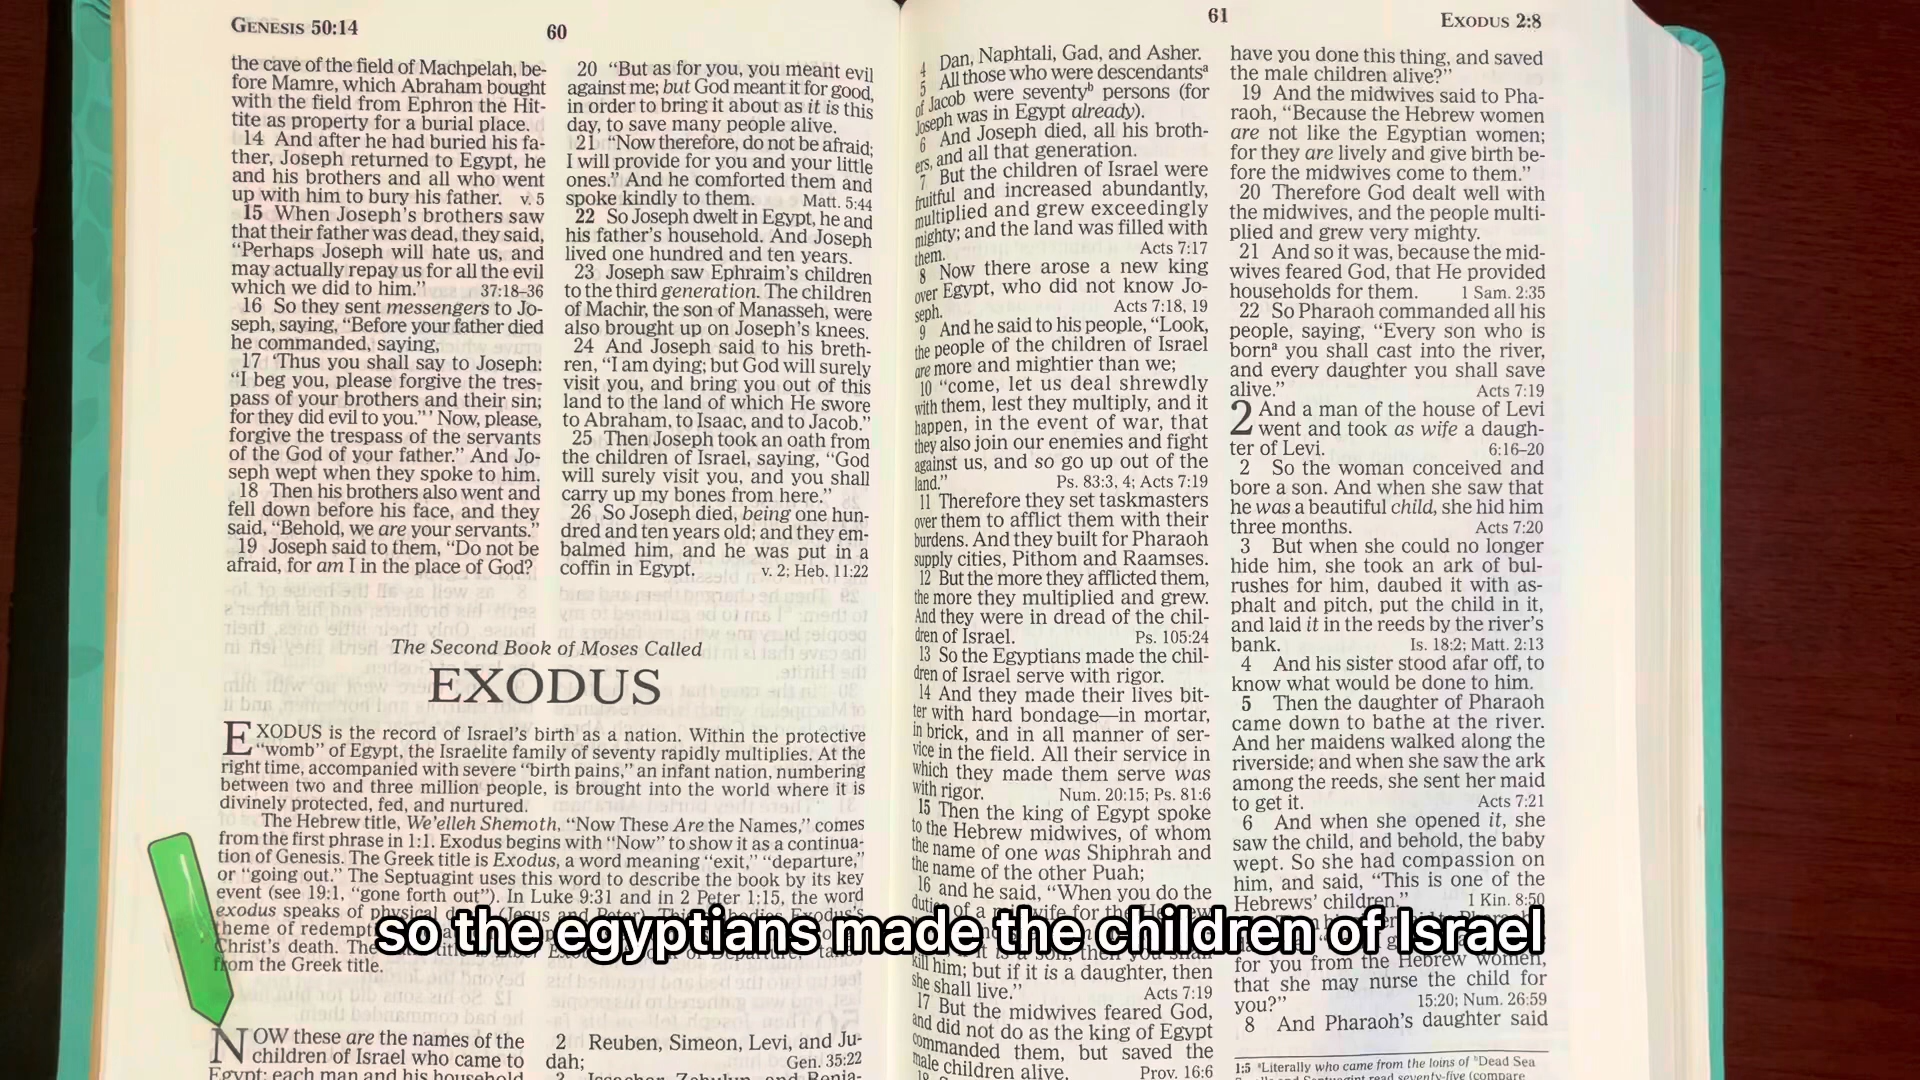 GENESIS 50:14
60
the cave of the field of Machpelah, be-
fore Mamre, which Abraham bought
with the field from Ephron the Hit-
tite as property for a burial place.
14 And after he had buried his fa-
ther, Joseph returned to Egypt, he
and his brothers and all who went
up with him to bury his father. v. 5
15 When Joseph's brothers saw
that their father was dead, they said,
“Perhaps Joseph will hate us, and
may actually repay us for all the evil
which we did to him.” 37:18–36
16 So they sent messengers to Jo-
seph, saying, “Before your father died
he commanded, saying,
17 ‘Thus you shall say to Joseph:
“I beg you, please forgive the tres-
pass of your brothers and their sin;
for they did evil to you.”’ Now, please,
forgive the trespass of the servants
of the God of your father.” And Jo-
seph wept when they spoke to him.
18 Then his brothers also went and
fell down before his face, and they
said, “Behold, we are your servants.”
19 Joseph said to them, “Do not be
afraid, for am I in the place of God?
20 “But as for you, you meant evil
against me; but God meant it for good,
in order to bring it about as it is this
day, to save many people alive.
21 “Now therefore, do not be afraid;
I will provide for you and your little
ones.” And he comforted them and
spoke kindly to them. Matt. 5:44
22 So Joseph dwelt in Egypt, he and
his father's household. And Joseph
lived one hundred and ten years.
23 Joseph saw Ephraim's children
to the third generation. The children
of Machir, the son of Manasseh, were
also brought up on Joseph's knees.
24 And Joseph said to his breth-
ren, “I am dying; but God will surely
visit you, and bring you out of this
land to the land of which He swore
to Abraham, to Isaac, and to Jacob.”
25 Then Joseph took an oath from
the children of Israel, saying, “God
will surely visit you, and you shall
carry up my bones from here.”
26 So Joseph died, being one hun-
dred and ten years old; and they em-
balmed him, and he was put in a
coffin in Egypt. v. 2; Heb. 11:22
The Second Book of Moses Called
EXODUS
EXODUS is the record of Israel's birth as a nation. Within the protective
“womb” of Egypt, the Israelite family of seventy rapidly multiplies. At the
right time, accompanied with severe “birth pains,” an infant nation, numbering
between two and three million people, is brought into the world where it is
divinely protected, fed, and nurtured.
The Hebrew title, We'elleh Shemoth, “Now These Are the Names,” comes
from the first phrase in 1:1. Exodus begins with “Now” to show it as a continua-
tion of Genesis. The Greek title is Exodus, a word meaning “exit,” “departure,”
or “going out.” The Septuagint uses this word to describe the book by its key
event (see 19:1, “gone forth out”). In Luke 9:31 and in 2 Peter 1:15, the word
exodus speaks of physical (Jesus and Peter). Exodus's
theme of redempt
Christ's death. The
from the Greek title.
NOW these are the names of the
children of Israel who came to
Egypt; each man and his household
2 Reuben, Simeon, Levi, and Ju-
dah; Gen. 35:22
3 Issachar, Zebulun, and Benja-
61
EXODUS 2:8
4 Dan, Naphtali, Gad, and Asher.
5 All those who were descendantsa
of Jacob were seventyb persons (for
Joseph was in Egypt already).
6 And Joseph died, all his broth-
ers, and all that generation.
7 But the children of Israel were
fruitful and increased abundantly,
multiplied and grew exceedingly
mighty; and the land was filled with
them. Acts 7:17
8 Now there arose a new king
over Egypt, who did not know Jo-
seph. Acts 7:18, 19
9 And he said to his people, “Look,
the people of the children of Israel
are more and mightier than we;
10 “come, let us deal shrewdly
with them, lest they multiply, and it
happen, in the event of war, that
they also join our enemies and fight
against us, and so go up out of the
land.” Ps. 83:3, 4; Acts 7:19
11 Therefore they set taskmasters
over them to afflict them with their
burdens. And they built for Pharaoh
supply cities, Pithom and Raamses.
12 But the more they afflicted them,
the more they multiplied and grew.
And they were in dread of the chil-
dren of Israel. Ps. 105:24
13 So the Egyptians made the chil-
dren of Israel serve with rigor.
14 And they made their lives bit-
ter with hard bondage—in mortar,
in brick, and in all manner of ser-
vice in the field. All their service in
which they made them serve was
with rigor. Num. 20:15; Ps. 81:6
15 Then the king of Egypt spoke
to the Hebrew midwives, of whom
the name of one was Shiphrah and
the name of the other Puah;
16 and he said, “When you do the
duties of a midwife for the Hebrew
it is a son, then you shall
kill him; but if it is a daughter, then
she shall live.” Acts 7:19
17 But the midwives feared God,
and did not do as the king of Egypt
commanded them, but saved the
male children alive. Prov. 16:6
have you done this thing, and saved
the male children alive?”
19 And the midwives said to Pha-
raoh, “Because the Hebrew women
are not like the Egyptian women;
for they are lively and give birth be-
fore the midwives come to them.”
20 Therefore God dealt well with
the midwives, and the people multi-
plied and grew very mighty.
21 And so it was, because the mid-
wives feared God, that He provided
households for them. 1 Sam. 2:35
22 So Pharaoh commanded all his
people, saying, “Every son who is
borna you shall cast into the river,
and every daughter you shall save
alive.” Acts 7:19
2 And a man of the house of Levi
went and took as wife a daugh-
ter of Levi. 6:16–20
2 So the woman conceived and
bore a son. And when she saw that
he was a beautiful child, she hid him
three months. Acts 7:20
3 But when she could no longer
hide him, she took an ark of bul-
rushes for him, daubed it with as-
phalt and pitch, put the child in it,
and laid it in the reeds by the river's
bank. Is. 18:2; Matt. 2:13
4 And his sister stood afar off, to
know what would be done to him.
5 Then the daughter of Pharaoh
came down to bathe at the river.
And her maidens walked along the
riverside; and when she saw the ark
among the reeds, she sent her maid
to get it. Acts 7:21
6 And when she opened it, she
saw the child, and behold, the baby
wept. So she had compassion on
him, and said, “This is one of the
Hebrews' children.” 1 Kin. 8:50
for you from the Hebrew women,
that she may nurse the child for
you?” 15:20; Num. 26:59
8 And Pharaoh's daughter said
1:5 aLiterally who came from the loins of bDead Sea
so the egyptians made the children of Israel